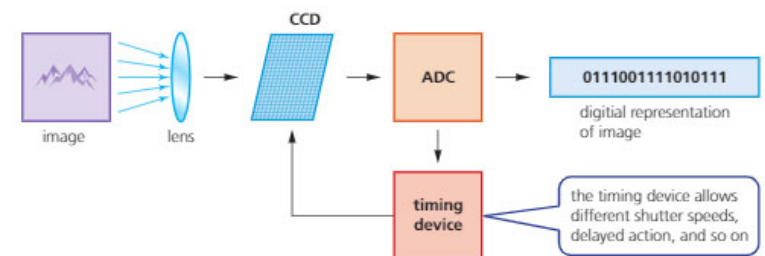 CCD
ADC
0111001111010111
image
lens
digitial representation
of image
timing
device
the timing device allows
different shutter speeds,
delayed action, and so on